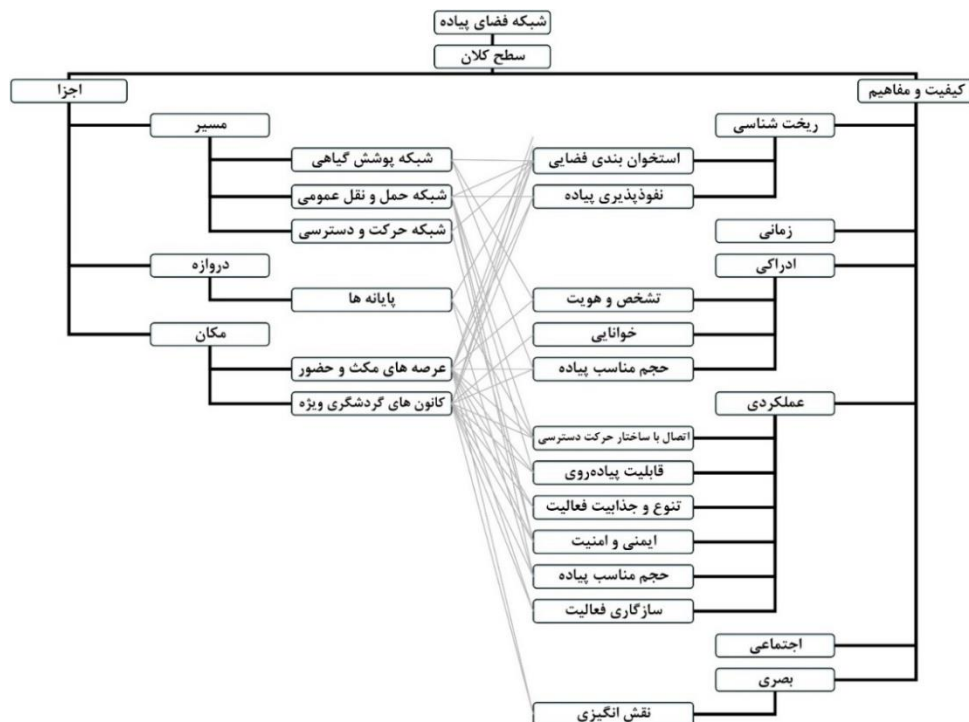 شبکه فضای پیاده
سطح کلان
کیفیت و مفاهیم
ریخت شناسی
استخوان بندی فضایی
نفوذپذیری پیاده
زمانی
ادراکی
تشخص و هویت
خوانایی
حجم مناسب پیاده
عملکردی
اتصال با ساختار حرکت دسترسی
قابلیت پیاده‌روی
تنوع و جذابیت فعالیت
ایمنی و امنیت
حجم مناسب پیاده
سازگاری فعالیت
اجتماعی
بصری
نقش انگیزی
اجزا
مسیر
شبکه پوشش گیاهی
شبکه حمل و نقل عمومی
شبکه حرکت و دسترسی
دروازه
پایانه ها
مکان
عرصه های مکث و حضور
کانون های گردشگری ویژه